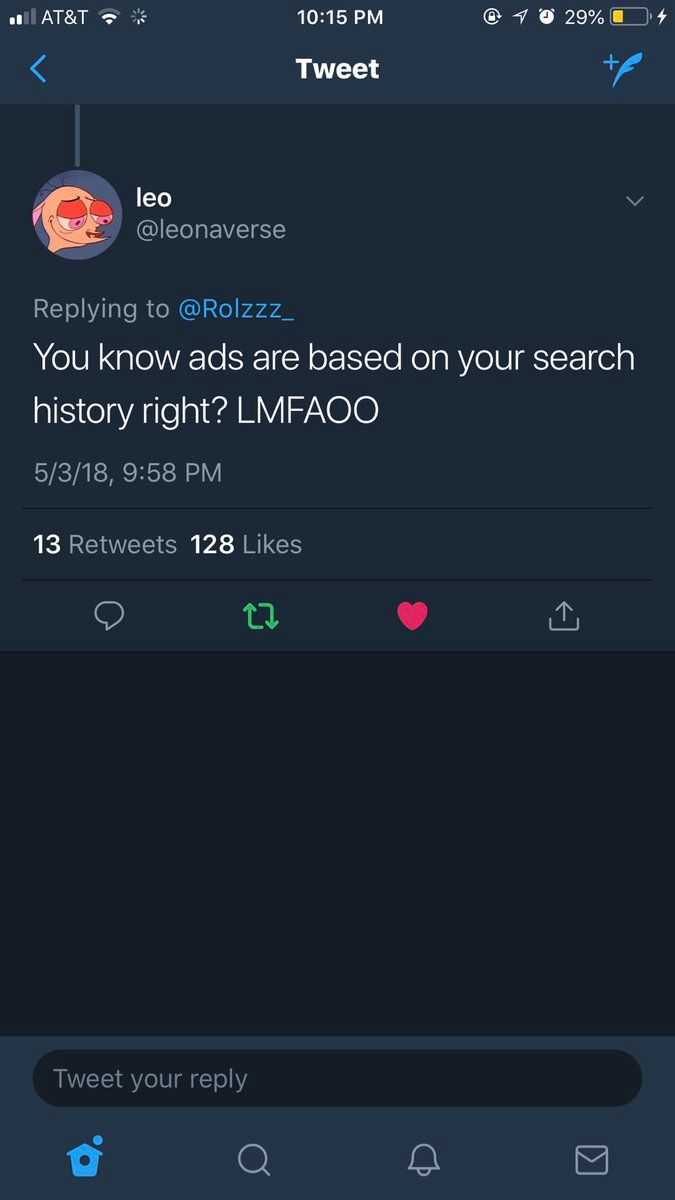 AT&T 10:15 PM 29%
Tweet
leo
@leonaverse
Replying to @Rolzzz_
You know ads are based on your search
history right? LMFAOO
5/3/18, 9:58 PM
13 Retweets 128 Likes
Tweet your reply